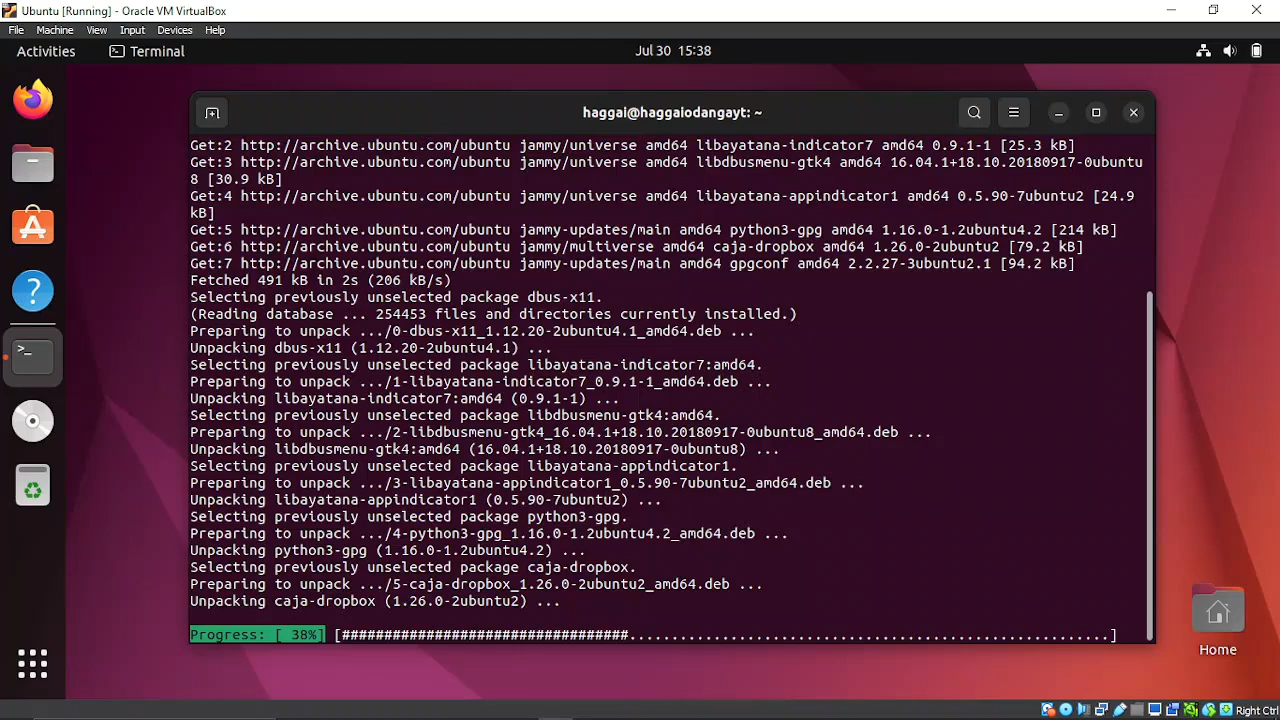 Ubuntu [Running] - Oracle VM VirtualBox
File Machine View Input Devices Help
Activities Terminal Jul 30 15:38
haggai@haggaiodangayt: ~
Get:2 http://archive.ubuntu.com/ubuntu jammy/universe amd64 libayatana-indicator7 amd64 0.9.1-1 [25.3 kB]
Get:3 http://archive.ubuntu.com/ubuntu jammy/universe amd64 libdbusmenu-gtk4 amd64 16.04.1+18.10.20180917-0ubuntu
8 [30.9 kB]
Get:4 http://archive.ubuntu.com/ubuntu jammy/universe amd64 libayatana-appindicator1 amd64 0.5.90-7ubuntu2 [24.9
kB]
Get:5 http://archive.ubuntu.com/ubuntu jammy-updates/main amd64 python3-gpg amd64 1.16.0-1.2ubuntu4.2 [214 kB]
Get:6 http://archive.ubuntu.com/ubuntu jammy/multiverse amd64 caja-dropbox amd64 1.26.0-2ubuntu2 [79.2 kB]
Get:7 http://archive.ubuntu.com/ubuntu jammy-updates/main amd64 gpgconf amd64 2.2.27-3ubuntu2.1 [94.2 kB]
Fetched 491 kB in 2s (206 kB/s)
Selecting previously unselected package dbus-x11.
(Reading database ... 254453 files and directories currently installed.)
Preparing to unpack .../0-dbus-x11_1.12.20-2ubuntu4.1_amd64.deb ...
Unpacking dbus-x11 (1.12.20-2ubuntu4.1) ...
Selecting previously unselected package libayatana-indicator7:amd64.
Preparing to unpack .../1-libayatana-indicator7_0.9.1-1_amd64.deb ...
Unpacking libayatana-indicator7:amd64 (0.9.1-1) ...
Selecting previously unselected package libdbusmenu-gtk4:amd64.
Preparing to unpack .../2-libdbusmenu-gtk4_16.04.1+18.10.20180917-0ubuntu8_amd64.deb ...
Unpacking libdbusmenu-gtk4:amd64 (16.04.1+18.10.20180917-0ubuntu8) ...
Selecting previously unselected package libayatana-appindicator1.
Preparing to unpack .../3-libayatana-appindicator1_0.5.90-7ubuntu2_amd64.deb ...
Unpacking libayatana-appindicator1 (0.5.90-7ubuntu2) ...
Selecting previously unselected package python3-gpg.
Preparing to unpack .../4-python3-gpg_1.16.0-1.2ubuntu4.2_amd64.deb ...
Unpacking python3-gpg (1.16.0-1.2ubuntu4.2) ...
Selecting previously unselected package caja-dropbox.
Preparing to unpack .../5-caja-dropbox_1.26.0-2ubuntu2_amd64.deb ...
Unpacking caja-dropbox (1.26.0-2ubuntu2) ...
Progress: [ 38%] [##################################.........................................................]
Home
Right Ctrl